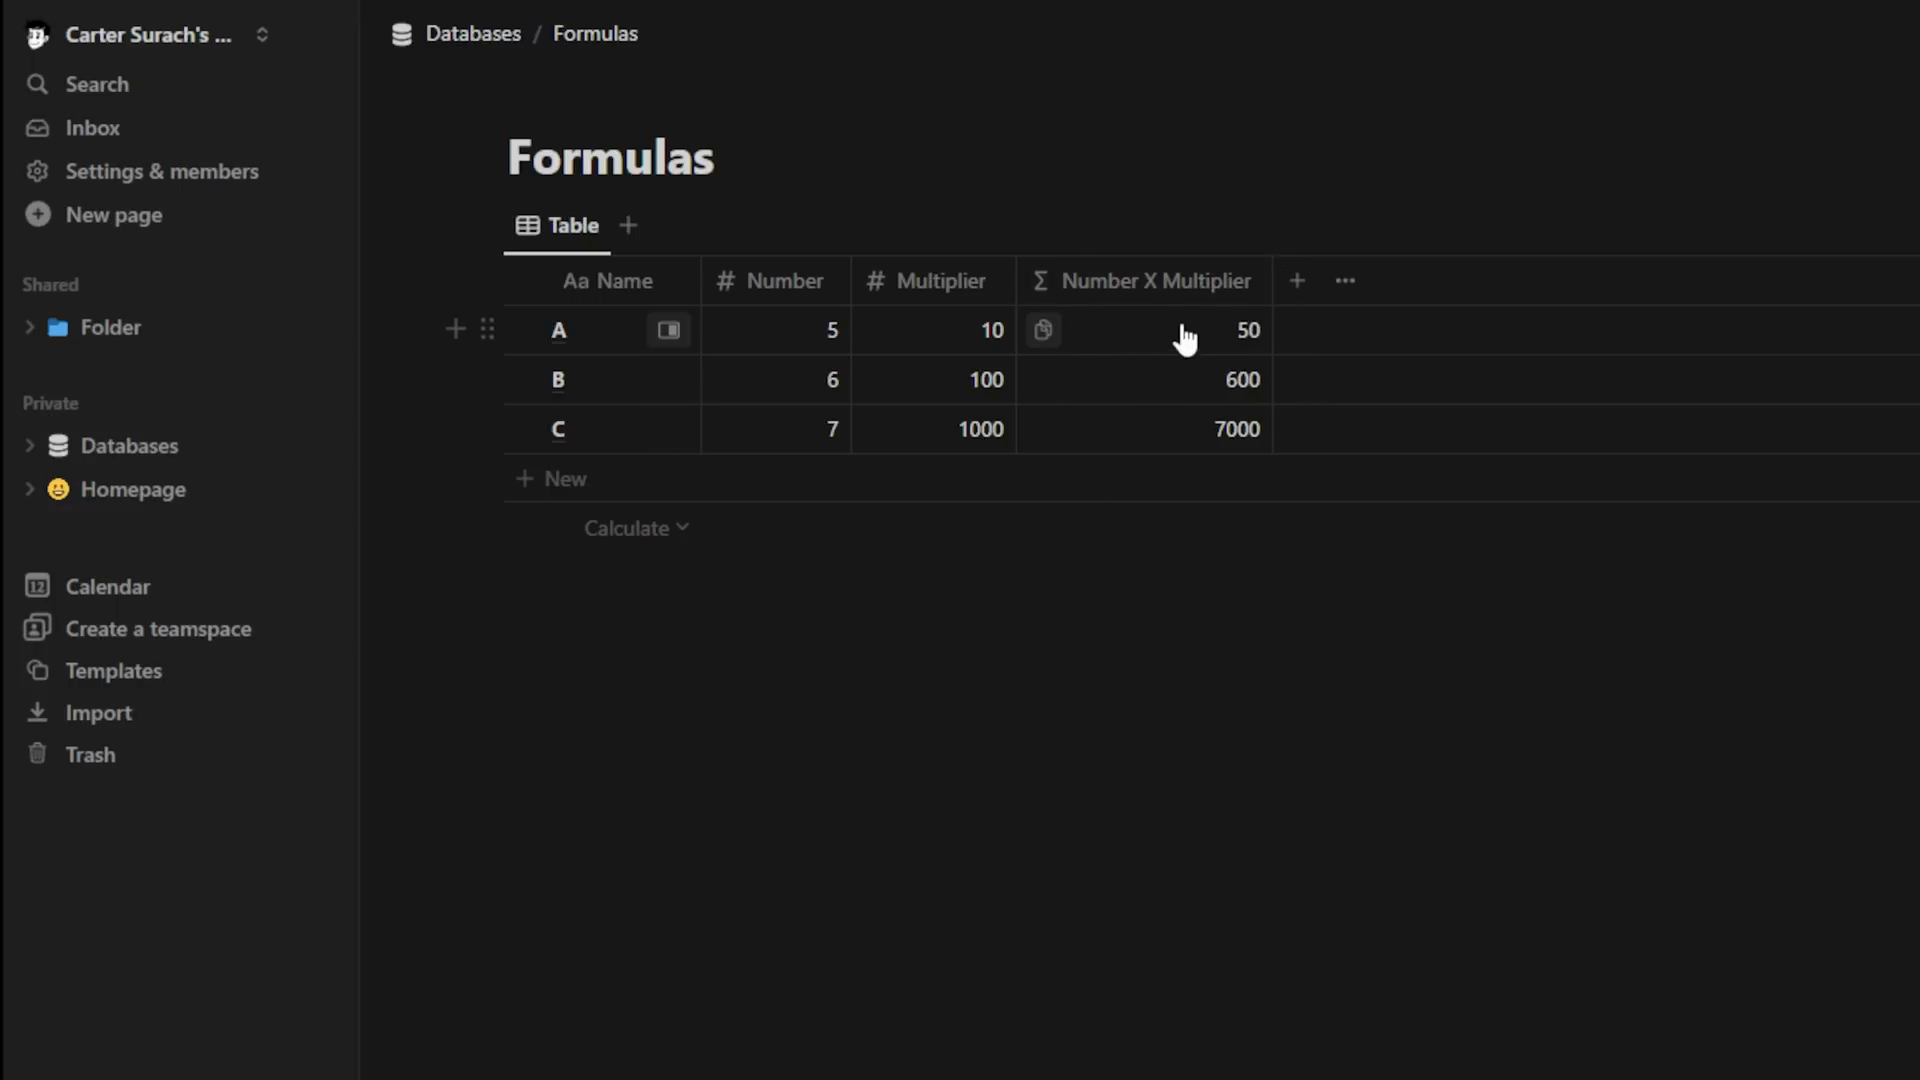 Carter Surach's ...
Search
Inbox
Settings & members
New page
Shared
Folder
Private
Databases
Homepage
12
Calendar
Create a teamspace
Templates
Import
Trash
Databases / Formulas
Formulas
Table +
Aa Name # Number # Multiplier Σ Number X Multiplier + ...
+ A 5 10 50
B 6 100 600
C 7 1000 7000
+ New
Calculate